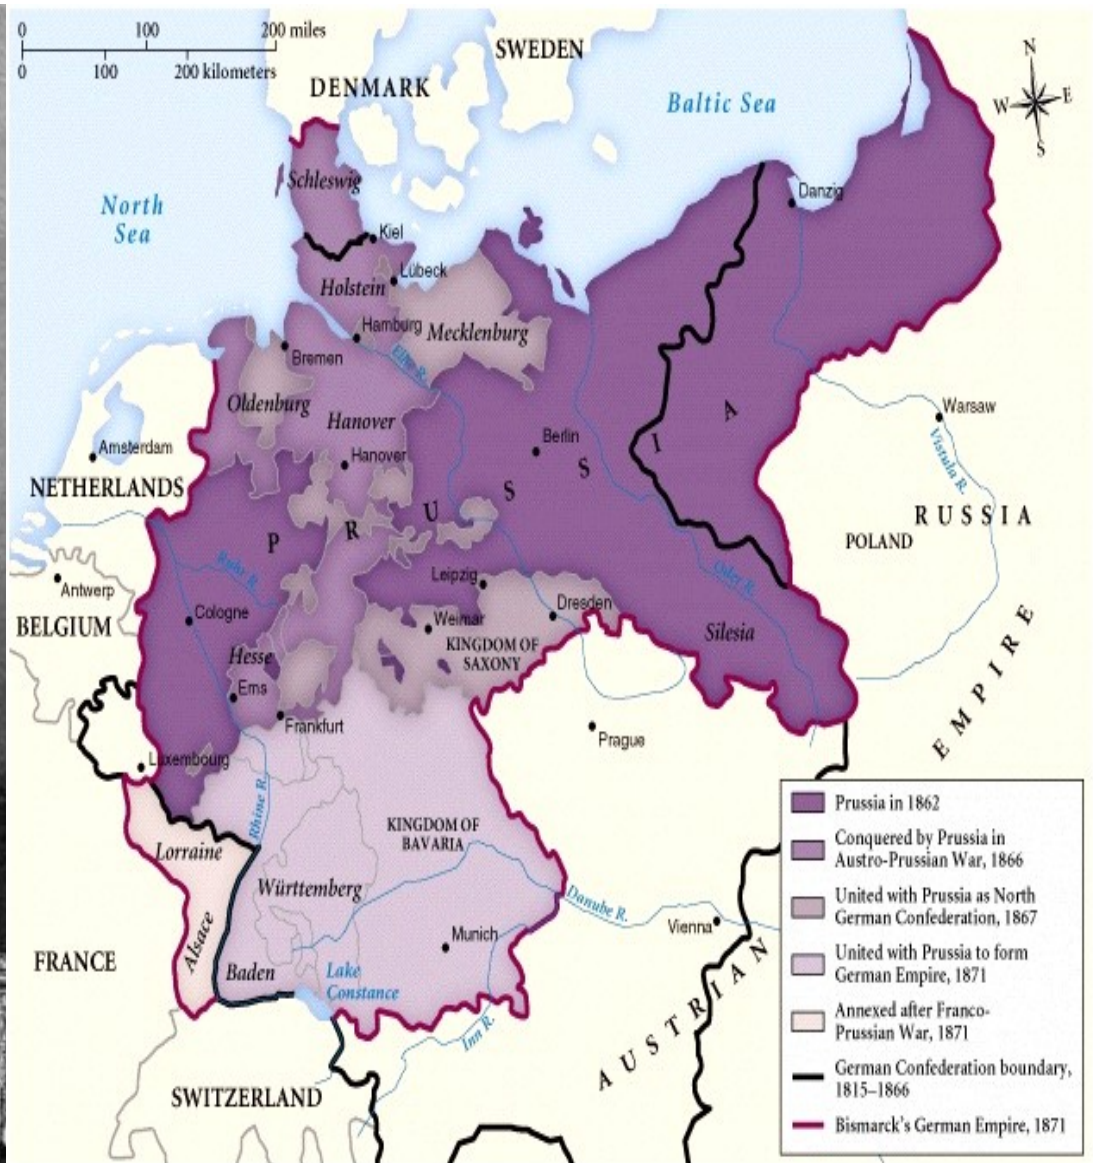 0 100 200 miles
0 100 200 kilometers
SWEDEN
DENMARK
Baltic Sea
N
W E
S
North
Sea
Schleswig
Danzig
Kiel
Lübeck
Holstein
Hamburg
Mecklenburg
Elbe R.
Bremen
Oldenburg
Hanover
Amsterdam
Hanover
Berlin
Warsaw
Vistula R.
NETHERLANDS
PRUSSIA
RUSSIAN EMPIRE
POLAND
Ruhr R.
Oder R.
Antwerp
Leipzig
Cologne
Dresden
BELGIUM
Weimar
Silesia
KINGDOM OF
SAXONY
Hesse
Ems
Frankfurt
Prague
Luxembourg
Rhine R.
KINGDOM OF
BAVARIA
Lorraine
Württemberg
Danube R.
Vienna
Munich
Alsace
FRANCE
Baden
Lake
Constance
Inn R.
AUSTRIAN
SWITZERLAND
Prussia in 1862
Conquered by Prussia in
Austro-Prussian War, 1866
United with Prussia as North
German Confederation, 1867
United with Prussia to form
German Empire, 1871
Annexed after Franco-
Prussian War, 1871
German Confederation boundary,
1815–1866
Bismarck's German Empire, 1871